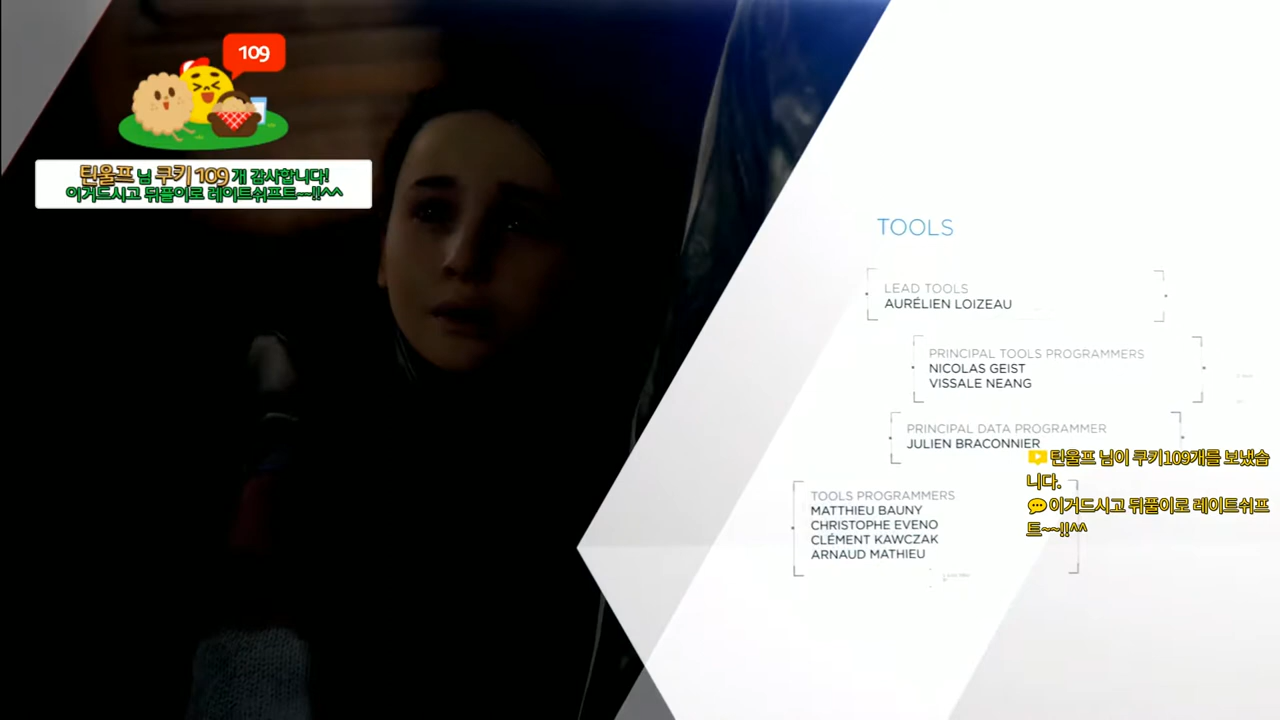 109
틴울프 님 쿠키 109 개 감사합니다!
이거드시고 뒤풀이로 레이트쉬프트~~!!^^
TOOLS
LEAD TOOLS
AURÉLIEN LOIZEAU
PRINCIPAL TOOLS PROGRAMMERS
NICOLAS GEIST
VISSALE NEANG
PRINCIPAL DATA PROGRAMMER
JULIEN BRACONNIER
TOOLS PROGRAMMERS
MATTHIEU BAUNY
CHRISTOPHE EVENO
CLÉMENT KAWCZAK
ARNAUD MATHIEU
틴울프 님이 쿠키109개를 보냈습
니다.
이거드시고 뒤풀이로 레이트쉬프
트~~!!^^